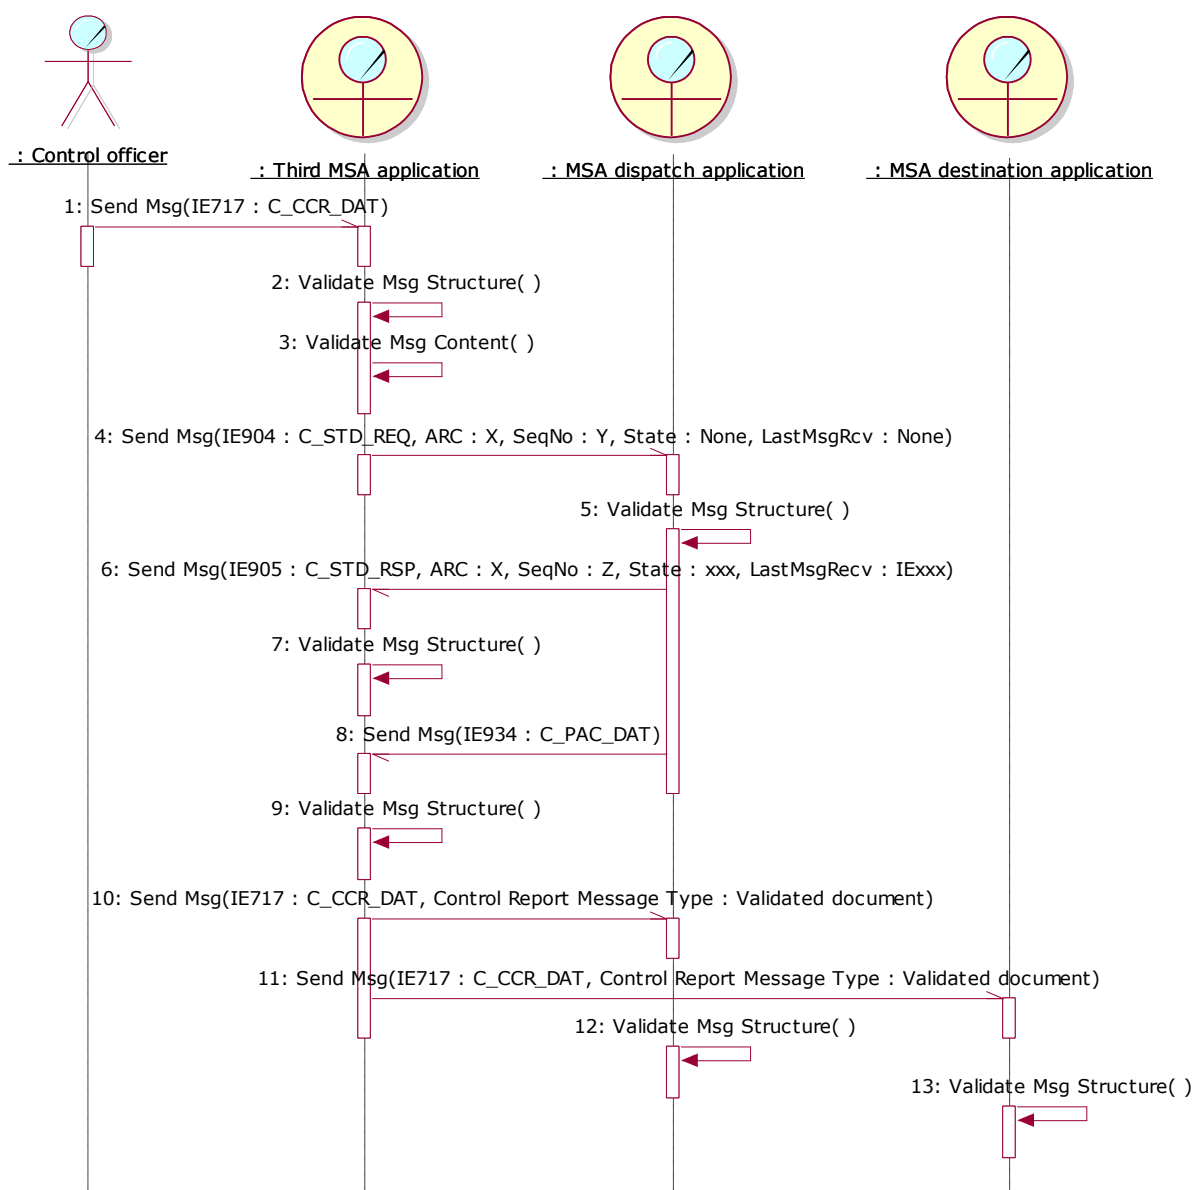 : Control officer
: Third MSA application
: MSA dispatch application
: MSA destination application
1: Send Msg(IE717 : C_CCR_DAT)
2: Validate Msg Structure( )
3: Validate Msg Content( )
4: Send Msg(IE904 : C_STD_REQ, ARC : X, SeqNo : Y, State : None, LastMsgRcv : None)
5: Validate Msg Structure( )
6: Send Msg(IE905 : C_STD_RSP, ARC : X, SeqNo : Z, State : xxx, LastMsgRecv : IExxx)
7: Validate Msg Structure( )
8: Send Msg(IE934 : C_PAC_DAT)
9: Validate Msg Structure( )
10: Send Msg(IE717 : C_CCR_DAT, Control Report Message Type : Validated document)
11: Send Msg(IE717 : C_CCR_DAT, Control Report Message Type : Validated document)
12: Validate Msg Structure( )
13: Validate Msg Structure( )